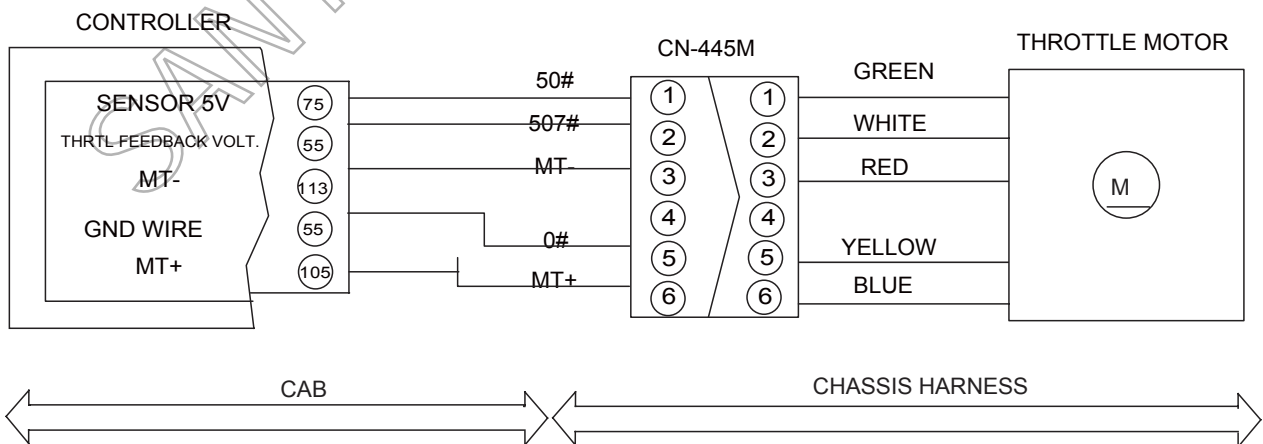 CONTROLLER
SENSOR 5V
75
THRTL FEEDBACK VOLT.
55
MT-
113
GND WIRE
55
MT+
105
50#
507#
MT-
0#
MT+
CN-445M
1 1
2 2
3 3
4 4
5 5
6 6
GREEN
WHITE
RED
YELLOW
BLUE
THROTTLE MOTOR
M
CAB
CHASSIS HARNESS